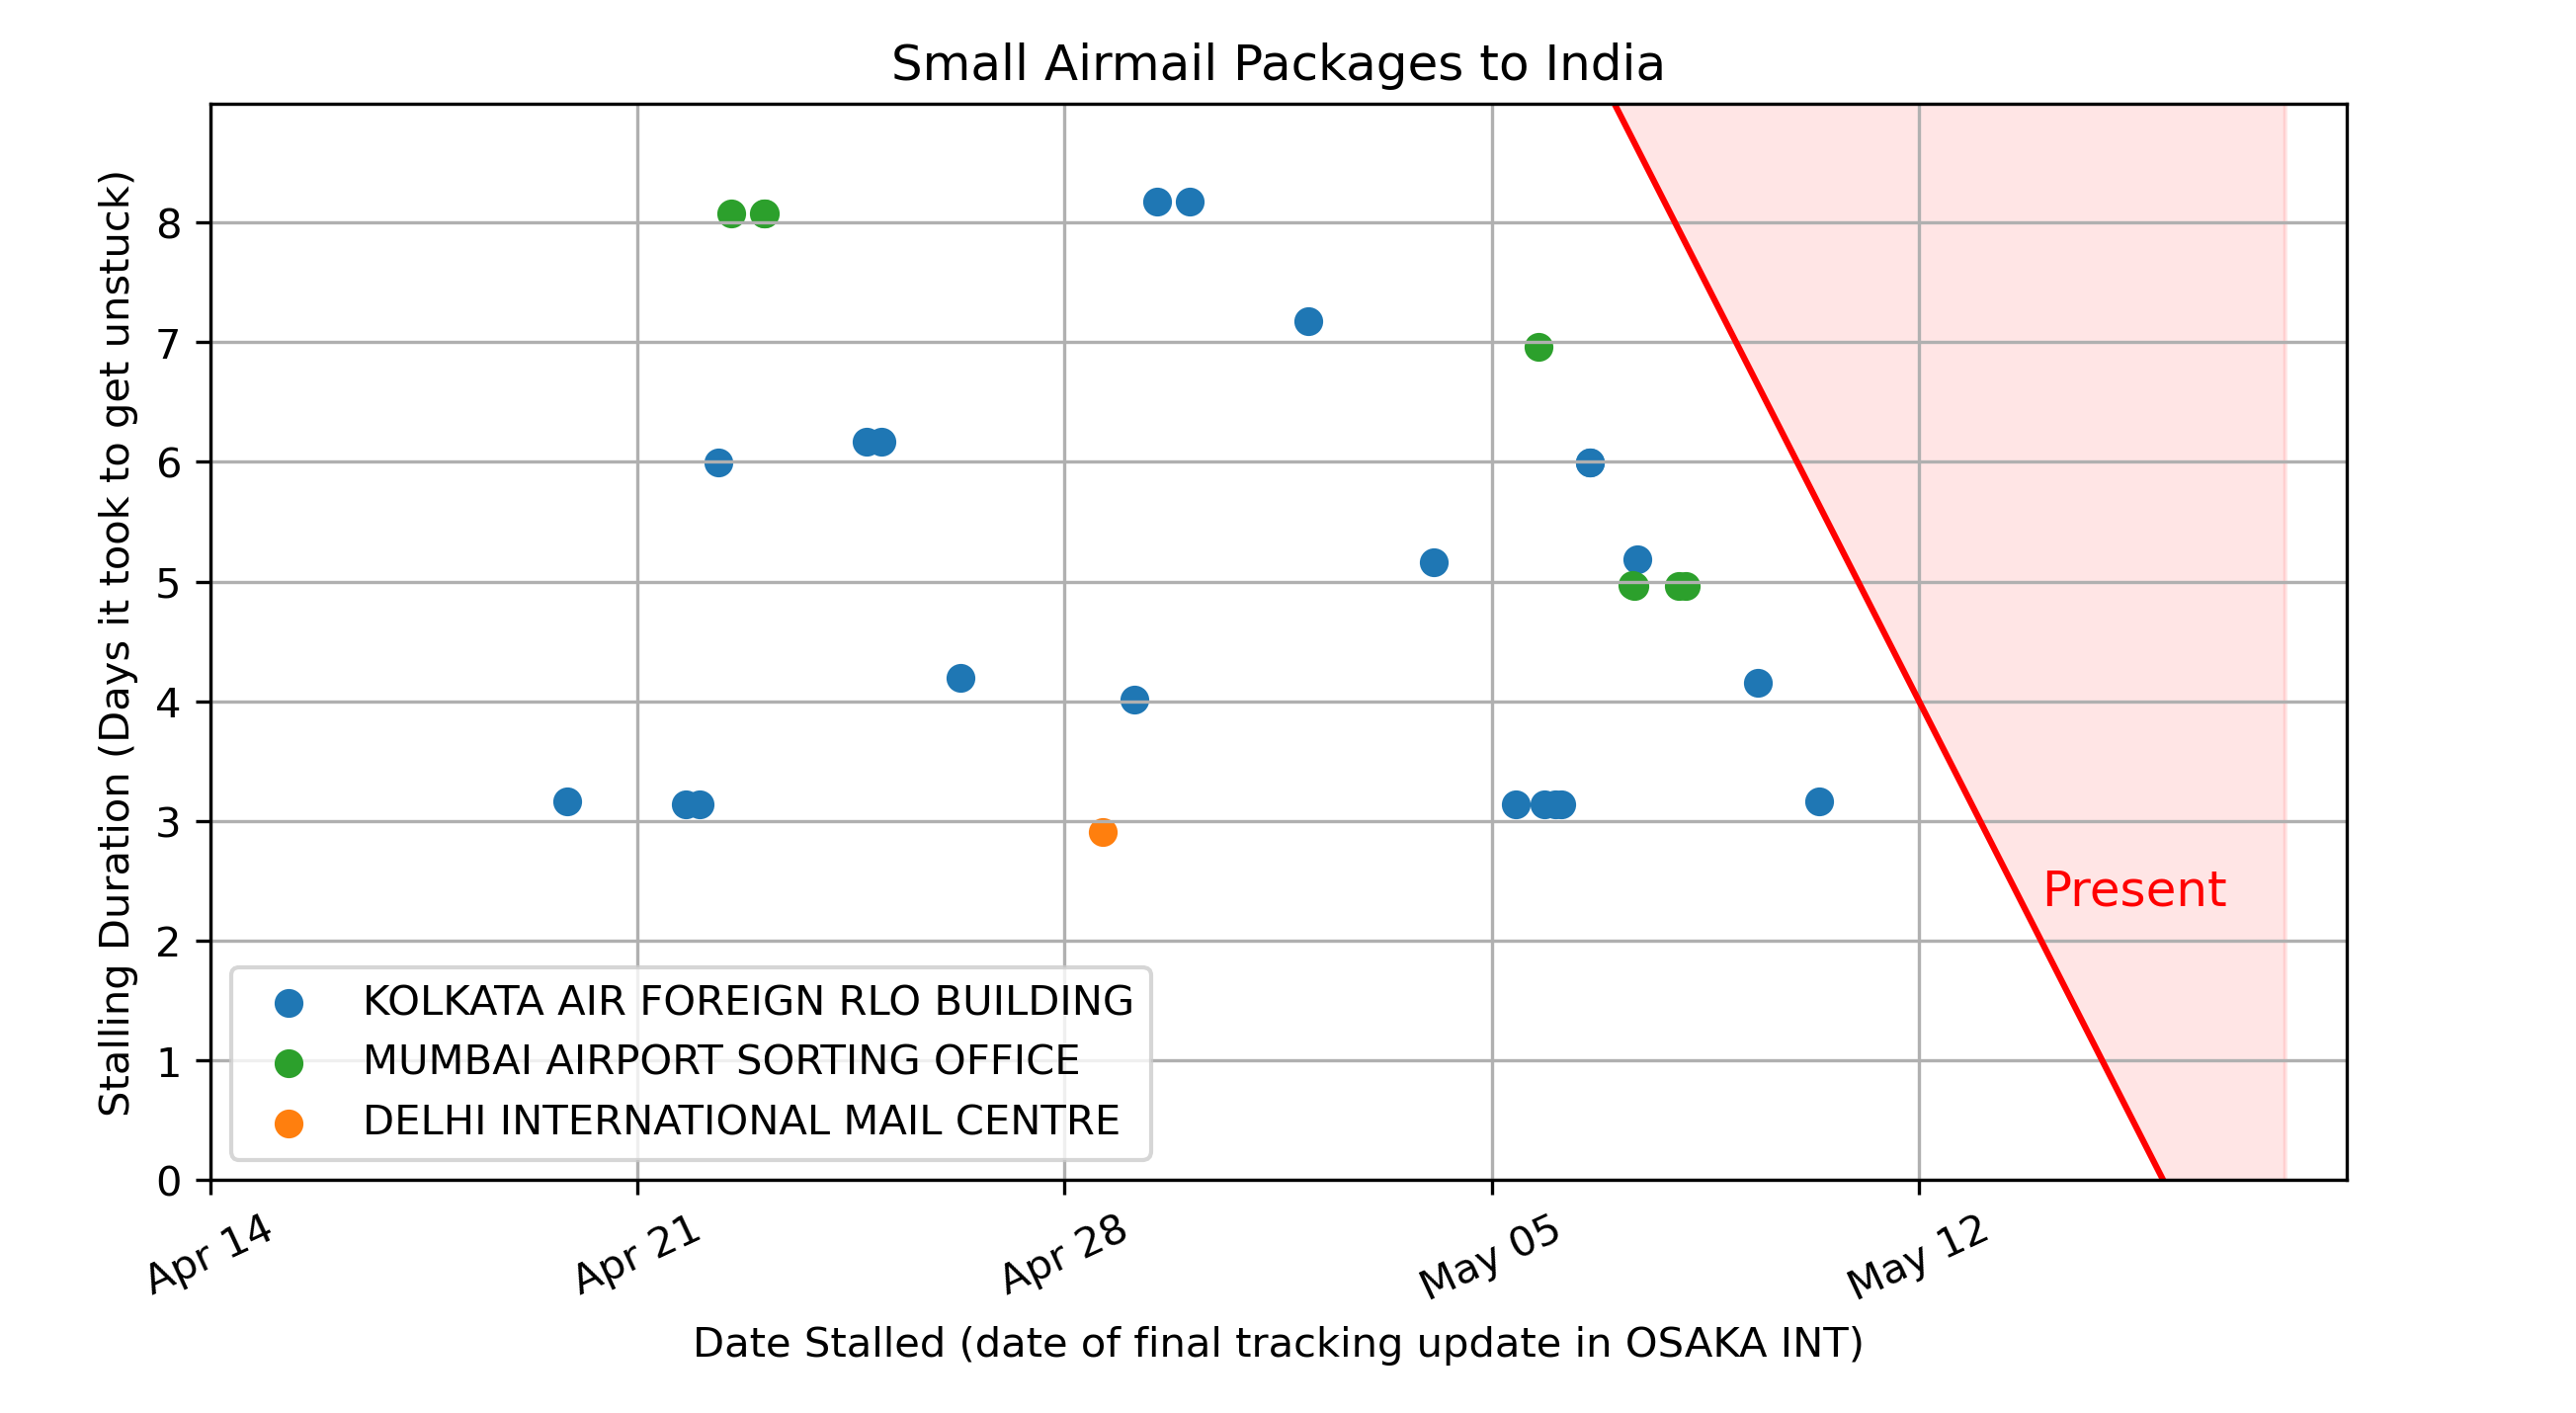 Small Airmail Packages to India
Stalling Duration (Days it took to get unstuck)
8
7
6
5
4
3
2
1
0
Present
KOLKATA AIR FOREIGN RLO BUILDING
MUMBAI AIRPORT SORTING OFFICE
DELHI INTERNATIONAL MAIL CENTRE
Apr 14
Apr 21
Apr 28
May 05
May 12
Date Stalled (date of final tracking update in OSAKA INT)